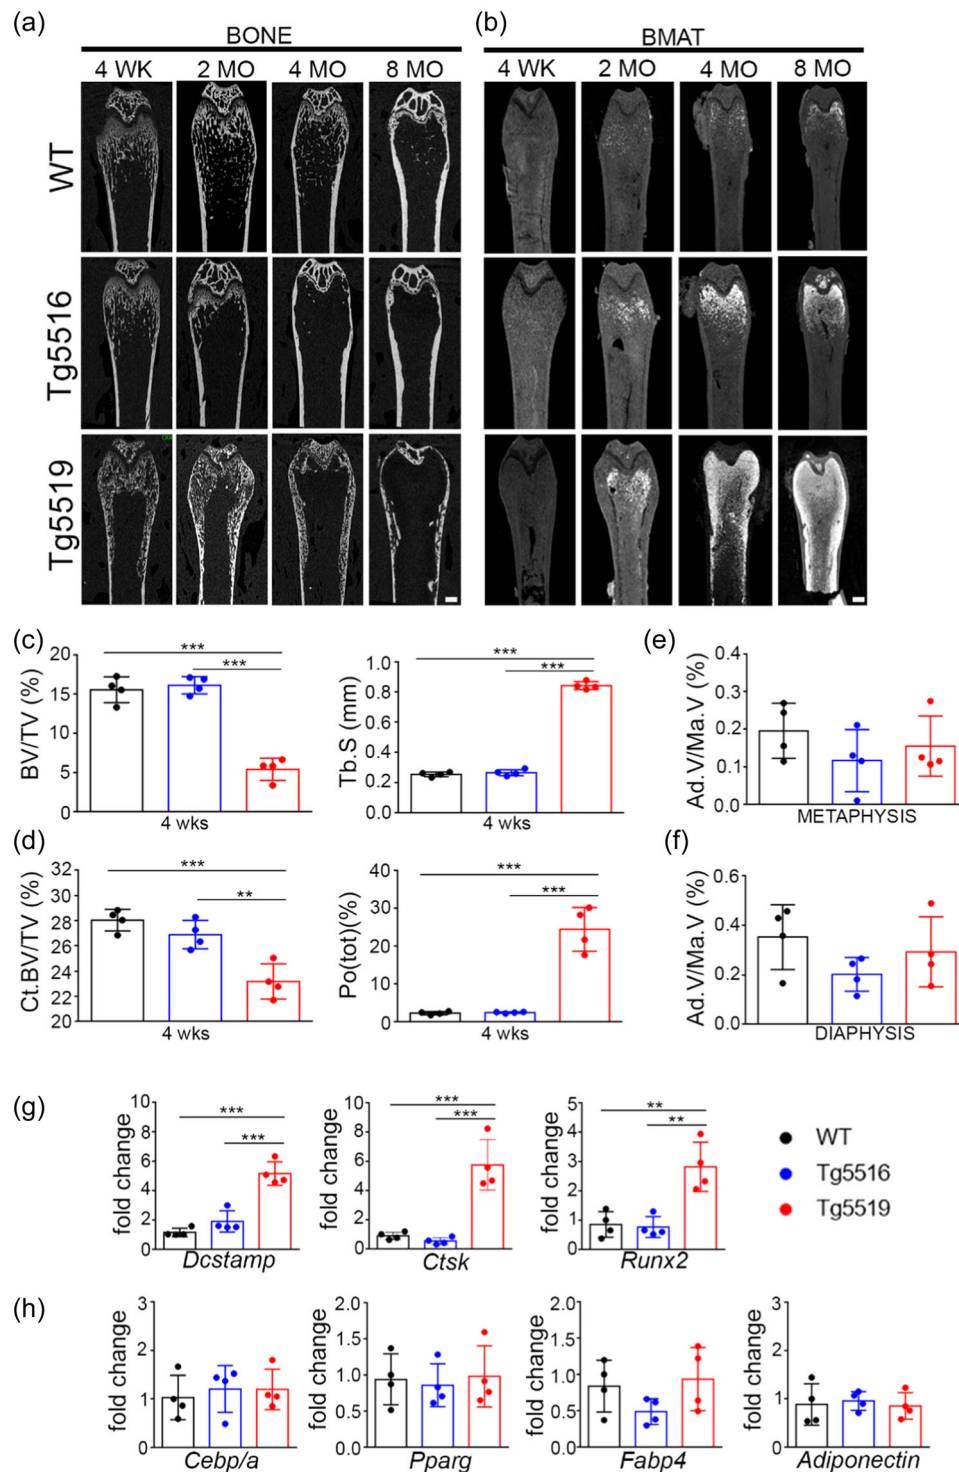 (a) (b)
BONE BMAT
4 WK 2 MO 4 MO 8 MO 4 WK 2 MO 4 MO 8 MO
WT
Tg5516
Tg5519
(c) (e)
*** *** *** ***
BV/TV (%) 20 15 10 5 0
4 wks
Tb.S (mm) 1.0 0.8 0.6 0.4 0.2 0.0
4 wks
Ad.V/Ma.V (%) 0.4 0.3 0.2 0.1 0.0
METAPHYSIS
(d) (f)
*** ** *** ***
Ct.BV/TV (%) 32 30 28 26 24 22 20
4 wks
Po(tot)(%) 40 30 20 10 0
4 wks
Ad.V/Ma.V (%) 0.6 0.4 0.2 0.0
DIAPHYSIS
(g)
*** *** *** *** ** **
fold change 10 8 6 4 2 0
Dcstamp
fold change 10 8 6 4 2 0
Ctsk
fold change 5 4 3 2 1 0
Runx2
WT
Tg5516
Tg5519
(h)
fold change 3 2 1 0
Cebp/a
fold change 2.0 1.5 1.0 0.5 0.0
Pparg
fold change 2.0 1.5 1.0 0.5 0.0
Fabp4
fold change 3 2 1 0
Adiponectin